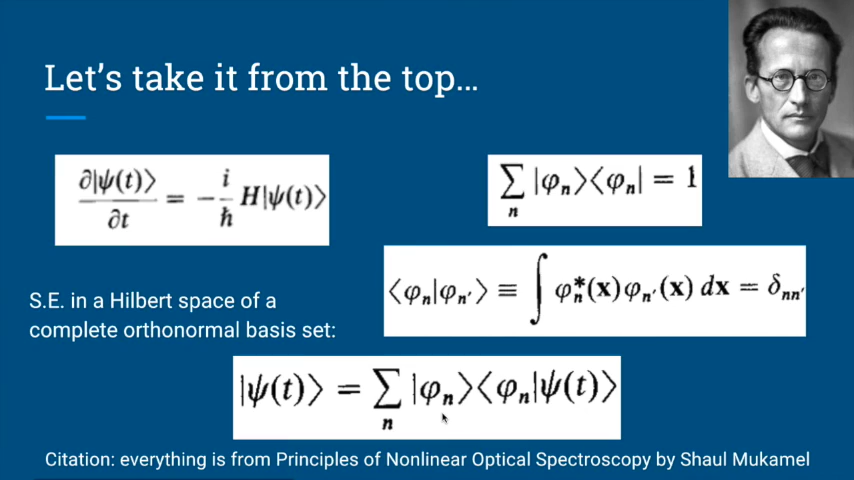 Let's take it from the top...
∂|ψ(t)⟩/∂t = − i/ħ H|ψ(t)⟩
∑n |φn⟩⟨φn| = 1
⟨φn|φn′⟩ ≡ ∫ φn*(x)φn′(x) dx = δnn′
S.E. in a Hilbert space of a
complete orthonormal basis set:
|ψ(t)⟩ = ∑n |φn⟩⟨φn|ψ(t)⟩
Citation: everything is from Principles of Nonlinear Optical Spectroscopy by Shaul Mukamel